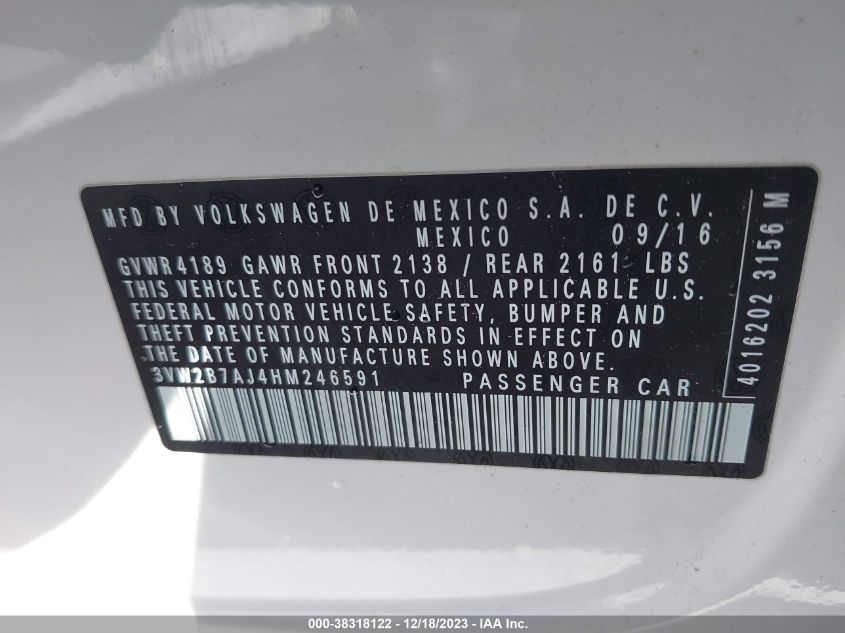 MFD BY VOLKSWAGEN DE MEXICO S.A. DE C.V.
MEXICO 09/16
GVWR4189 GAWR FRONT 2138 / REAR 2161 LBS
THIS VEHICLE CONFORMS TO ALL APPLICABLE U.S.
FEDERAL MOTOR VEHICLE SAFETY, BUMPER AND
THEFT PREVENTION STANDARDS IN EFFECT ON
THE DATE OF MANUFACTURE SHOWN ABOVE.
3VW2B7AJ4HM246591 PASSENGER CAR
4016202 3156 M
000-38318122 - 12/18/2023 - Copyright © 2023 IAA, Inc.